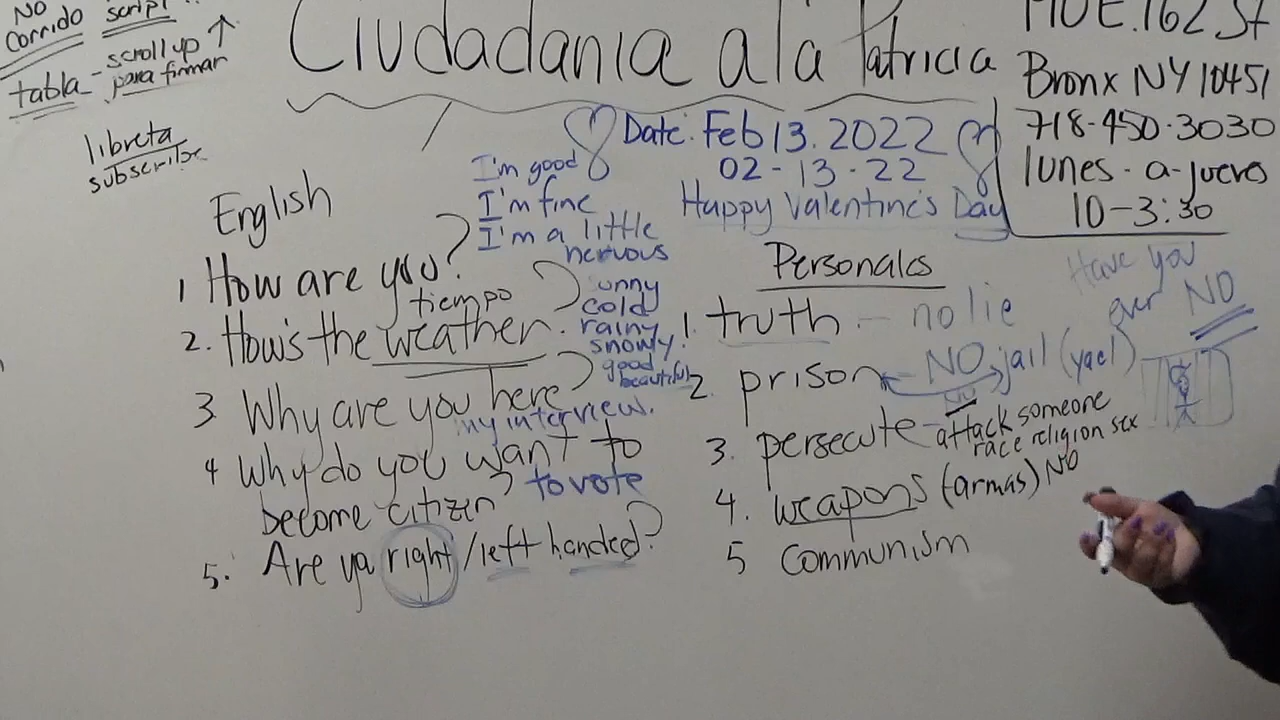 No script
Corrido
tabla - scroll up ↑
para firmar
libreta
subscribe
Ciudadania a la Patricia
Bronx NY 10451
718-450-3030
lunes - a - jueves
10-3:30
Date: Feb 13. 2022
02-13-22
Happy Valentine's Day
English
I'm good
I'm fine
I'm a little
nervous
1 How are you?
tiempo
2. How's the weather.
sunny
cold
rainy
snowy
good
beautiful
3 Why are you here
my interview.
4 Why do you want to
become citizen? to vote
5. Are ya right/left handed?
Personales
Have you
ever NO
1. truth - no lie
2. prison NO jail (yael)
3. persecute - attack someone
race religion sex
4. weapons (armas) NO
5 Communism